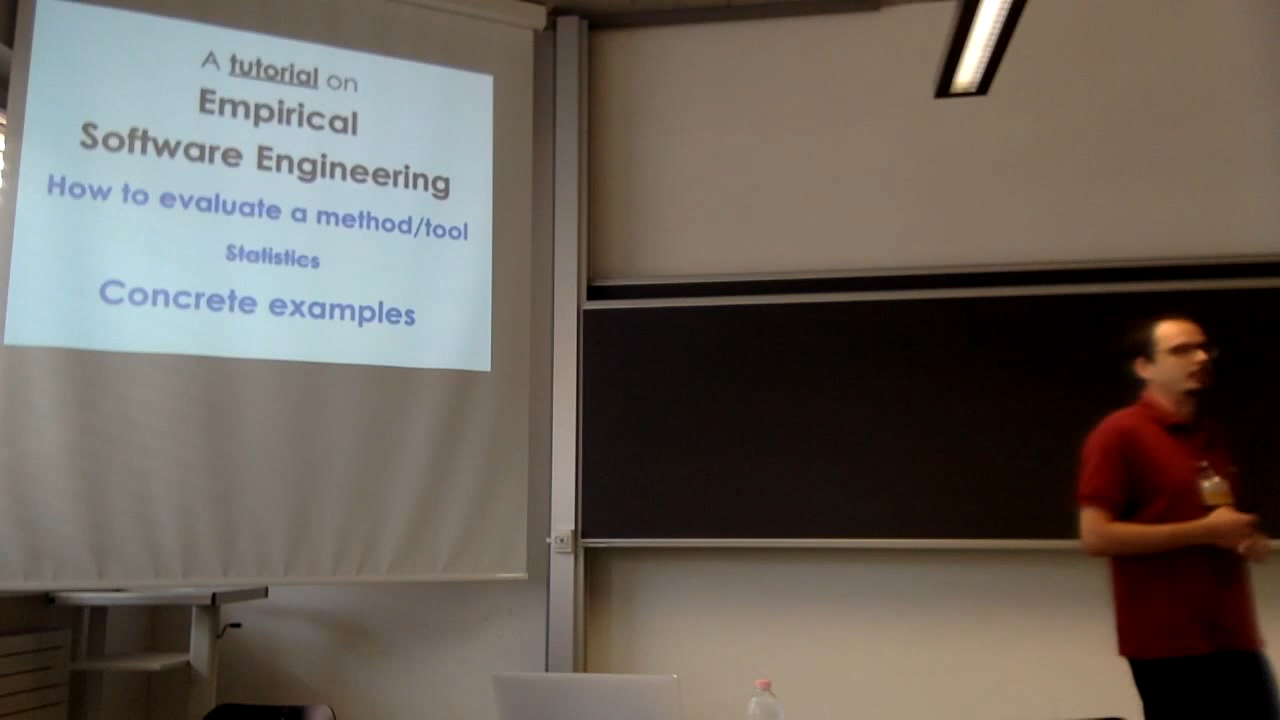 A tutorial on
Empirical
Software Engineering
How to evaluate a method/tool
Statistics
Concrete examples